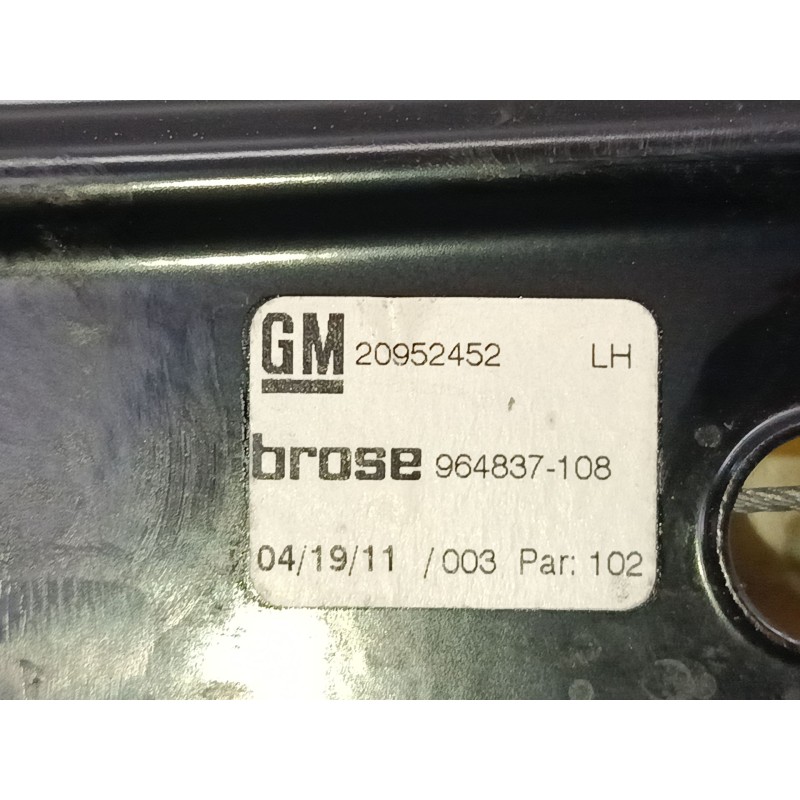 GM 20952452 LH
brose 964837-108
04/19/11 /003 Par: 102